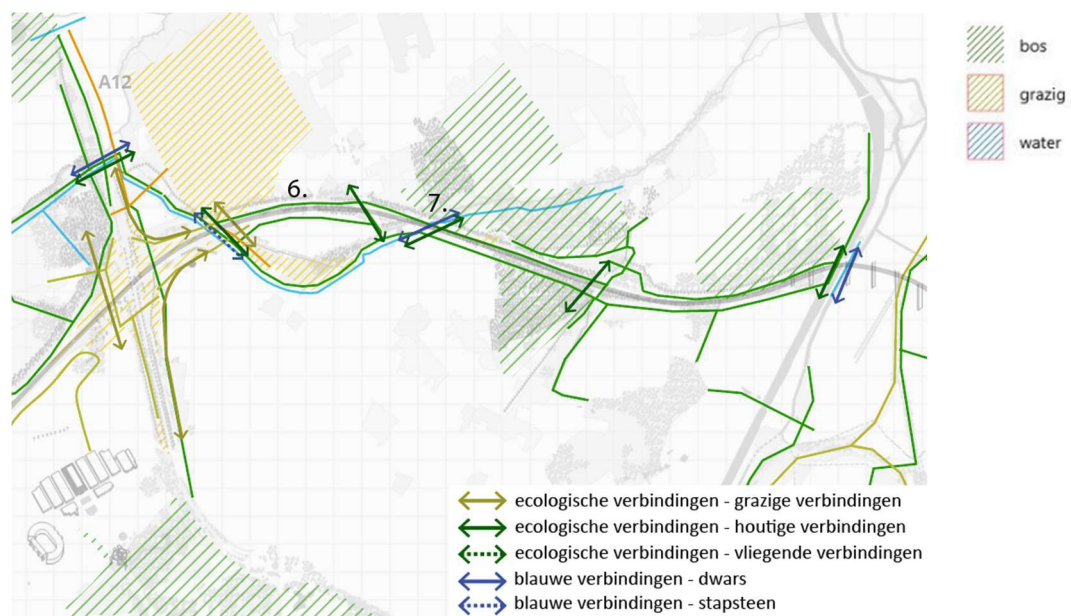 A12
6.
7.
bos
grazig
water
ecologische verbindingen - grazige verbindingen
ecologische verbindingen - houtige verbindingen
ecologische verbindingen - vliegende verbindingen
blauwe verbindingen - dwars
blauwe verbindingen - stapsteen